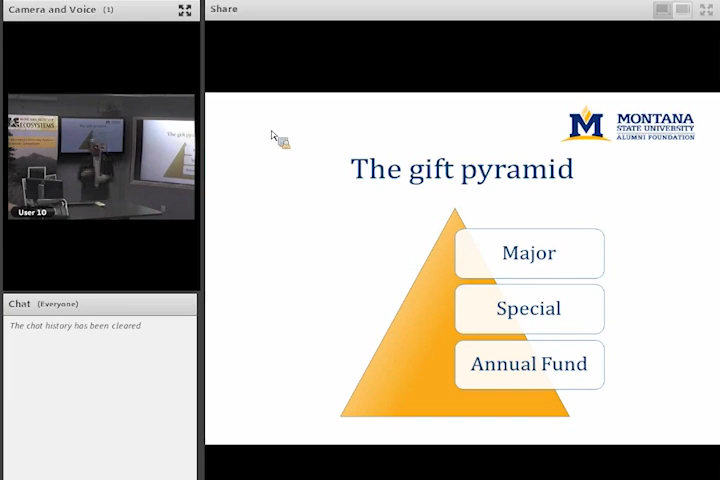 Camera and Voice (1)
ECOSYSTEMS
User 10
Chat (Everyone)
The chat history has been cleared
Share
M MONTANA
STATE UNIVERSITY
ALUMNI FOUNDATION
The gift pyramid
Major
Special
Annual Fund